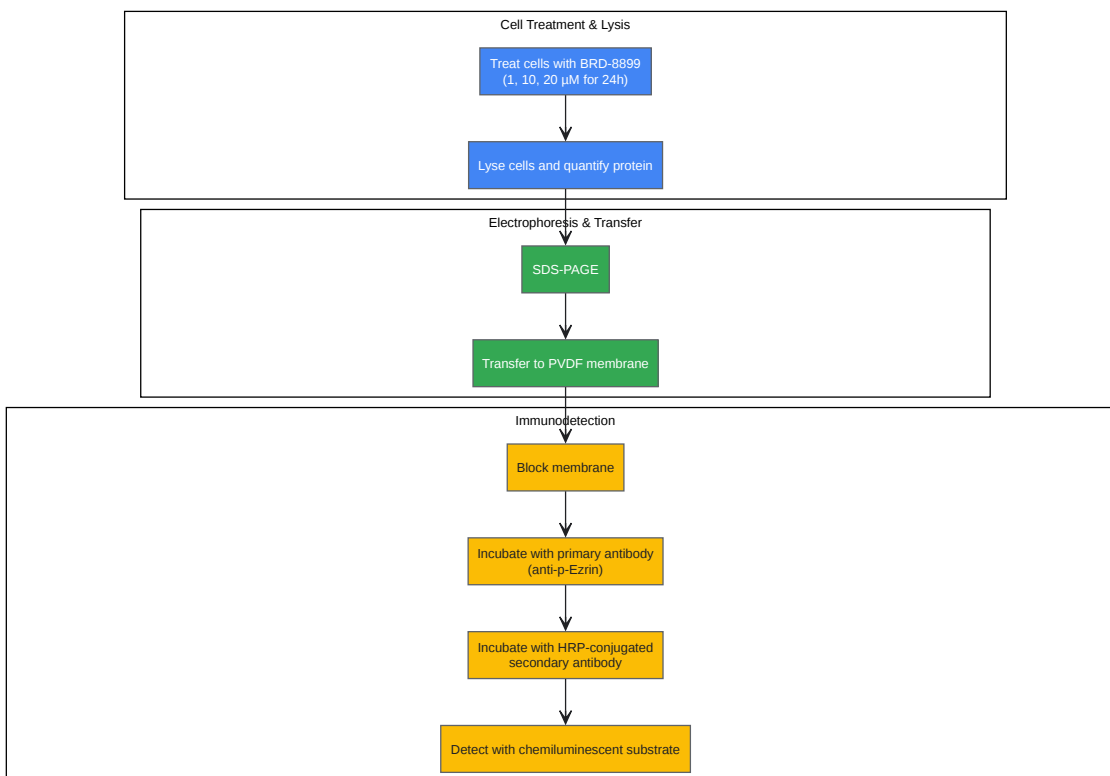 Cell Treatment & Lysis
Treat cells with BRD-8899
(1, 10, 20 µM for 24h)
Lyse cells and quantify protein
Electrophoresis & Transfer
SDS-PAGE
Transfer to PVDF membrane
Immunodetection
Block membrane
Incubate with primary antibody
(anti-p-Ezrin)
Incubate with HRP-conjugated
secondary antibody
Detect with chemiluminescent substrate